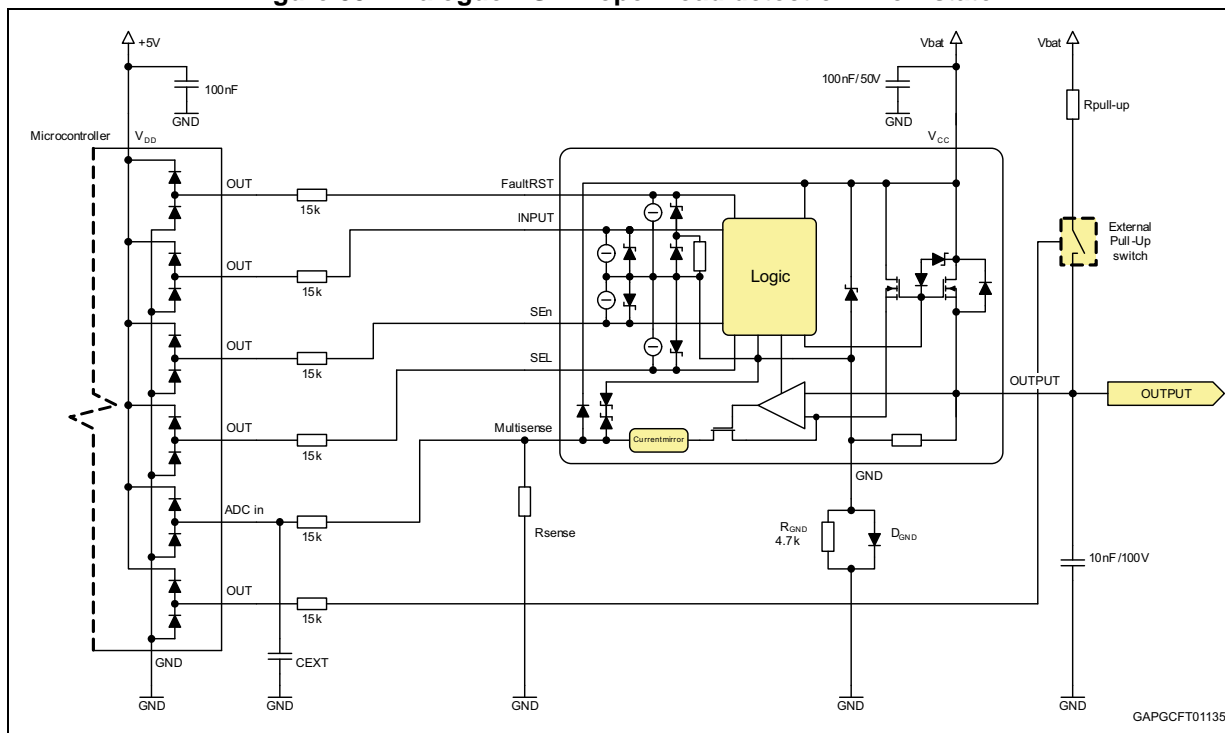 +5V
Vbat
Vbat
100nF
100nF/50V
GND
GND
Rpull-up
Microcontroller
VDD
VCC
OUT
15k
FaultRST
INPUT
OUT
15k
Logic
External
Pull-Up
switch
SEn
OUT
15k
SEL
OUTPUT
OUTPUT
OUT
15k
Multisense
Currentmirror
GND
ADC in
15k
Rsense
RGND
4.7k
DGND
10nF/100V
OUT
15k
GND
CEXT
GND
GND
GND
GND
GND
GAPGCFT01135